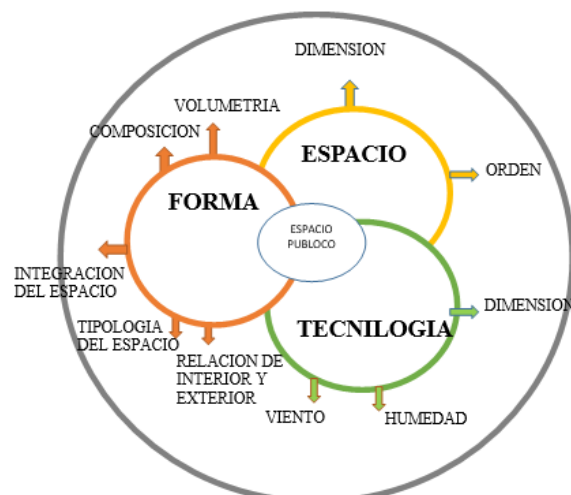 DIMENSION
VOLUMETRIA
COMPOSICION
ESPACIO
ORDEN
FORMA
ESPACIO
PUBLOCO
INTEGRACION
DEL ESPACIO
DIMENSION
TIPOLOGIA
DEL ESPACIO
TECNILOGIA
RELACION DE
INTERIOR Y
EXTERIOR
VIENTO
HUMEDAD